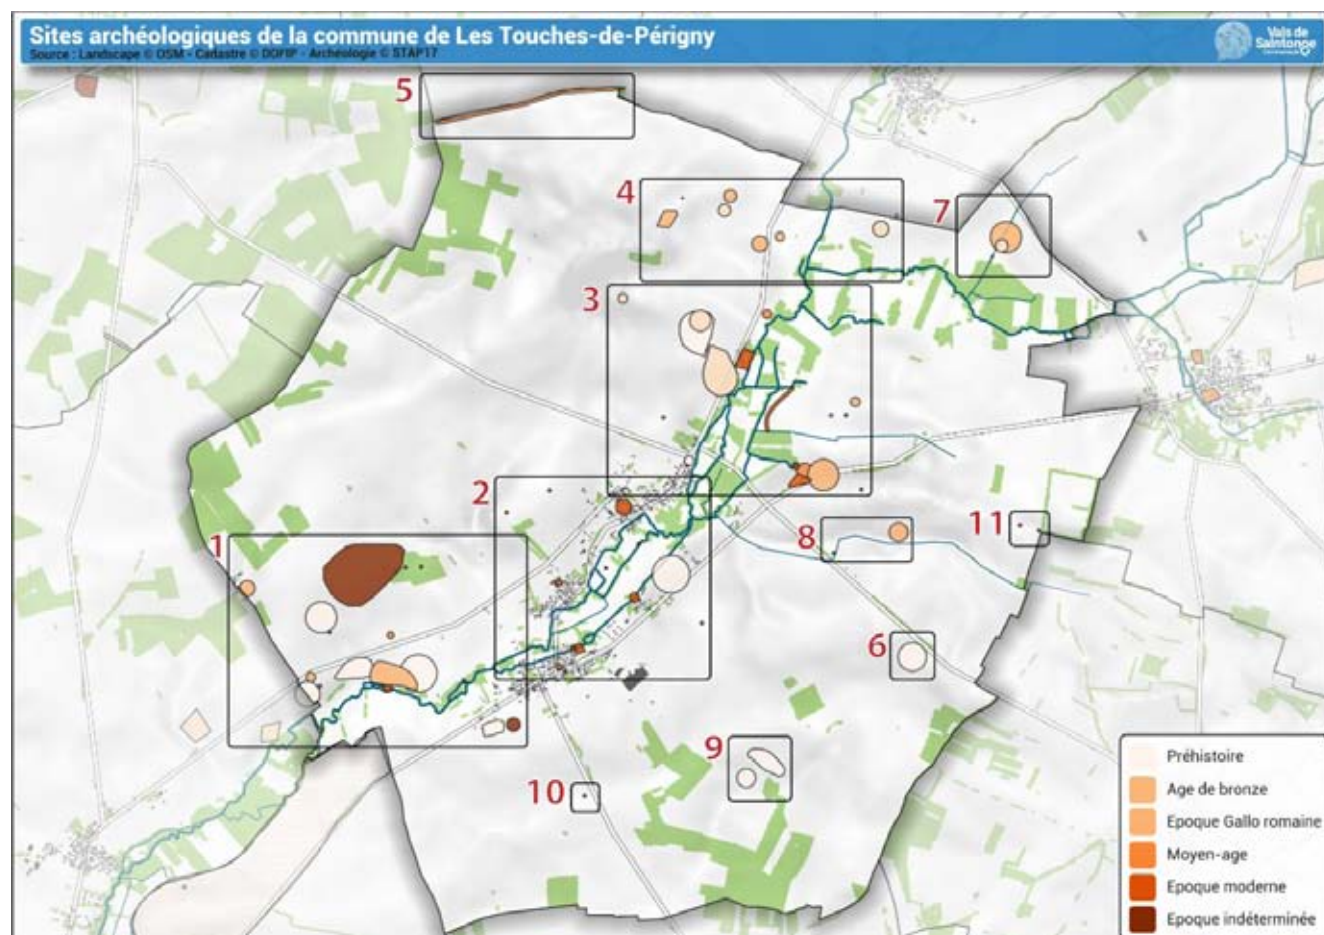 Sites archéologiques de la commune de Les Touches-de-Périgny
Source : Landscape © OSM - Cadastre © DGFIP - Archéologie © STAP17
Vals de
Saintonge
5
4
7
3
2
1
8
11
6
9
10
Préhistoire
Age de bronze
Epoque Gallo romaine
Moyen-age
Epoque moderne
Epoque indéterminée